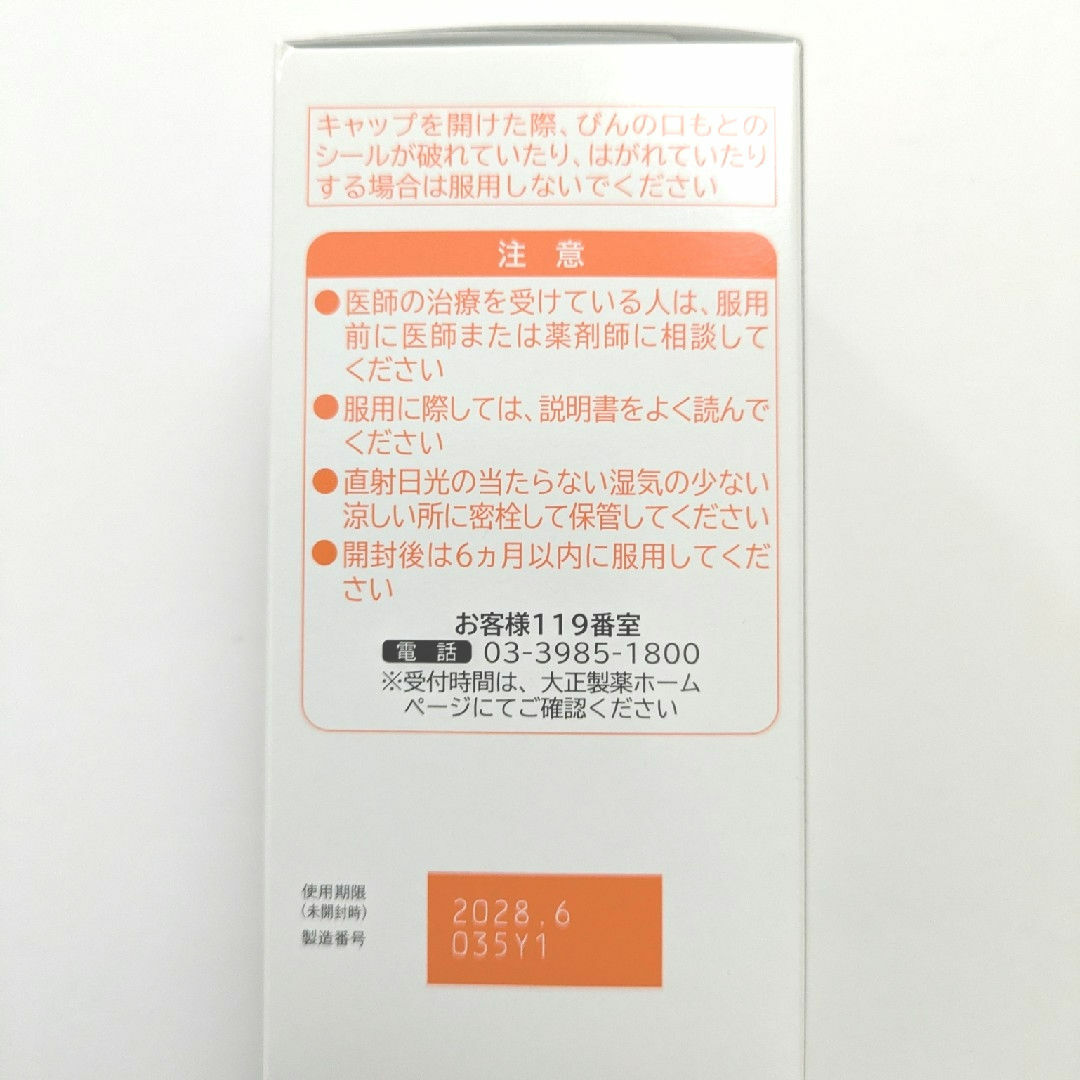 キャップを開けた際、びんの口もとの
シールが破れていたり、はがれていたり
する場合は服用しないでください
注 意
●医師の治療を受けている人は、服用
前に医師または薬剤師に相談して
ください
●服用に際しては、説明書をよく読んで
ください
●直射日光の当たらない湿気の少ない
涼しい所に密栓して保管してください
●開封後は6ヵ月以内に服用してくだ
さい
お客様119番室
電 話 03-3985-1800
※受付時間は、大正製薬ホーム
ページにてご確認ください
使用期限
(未開封時)
2028.6
製造番号
035Y1